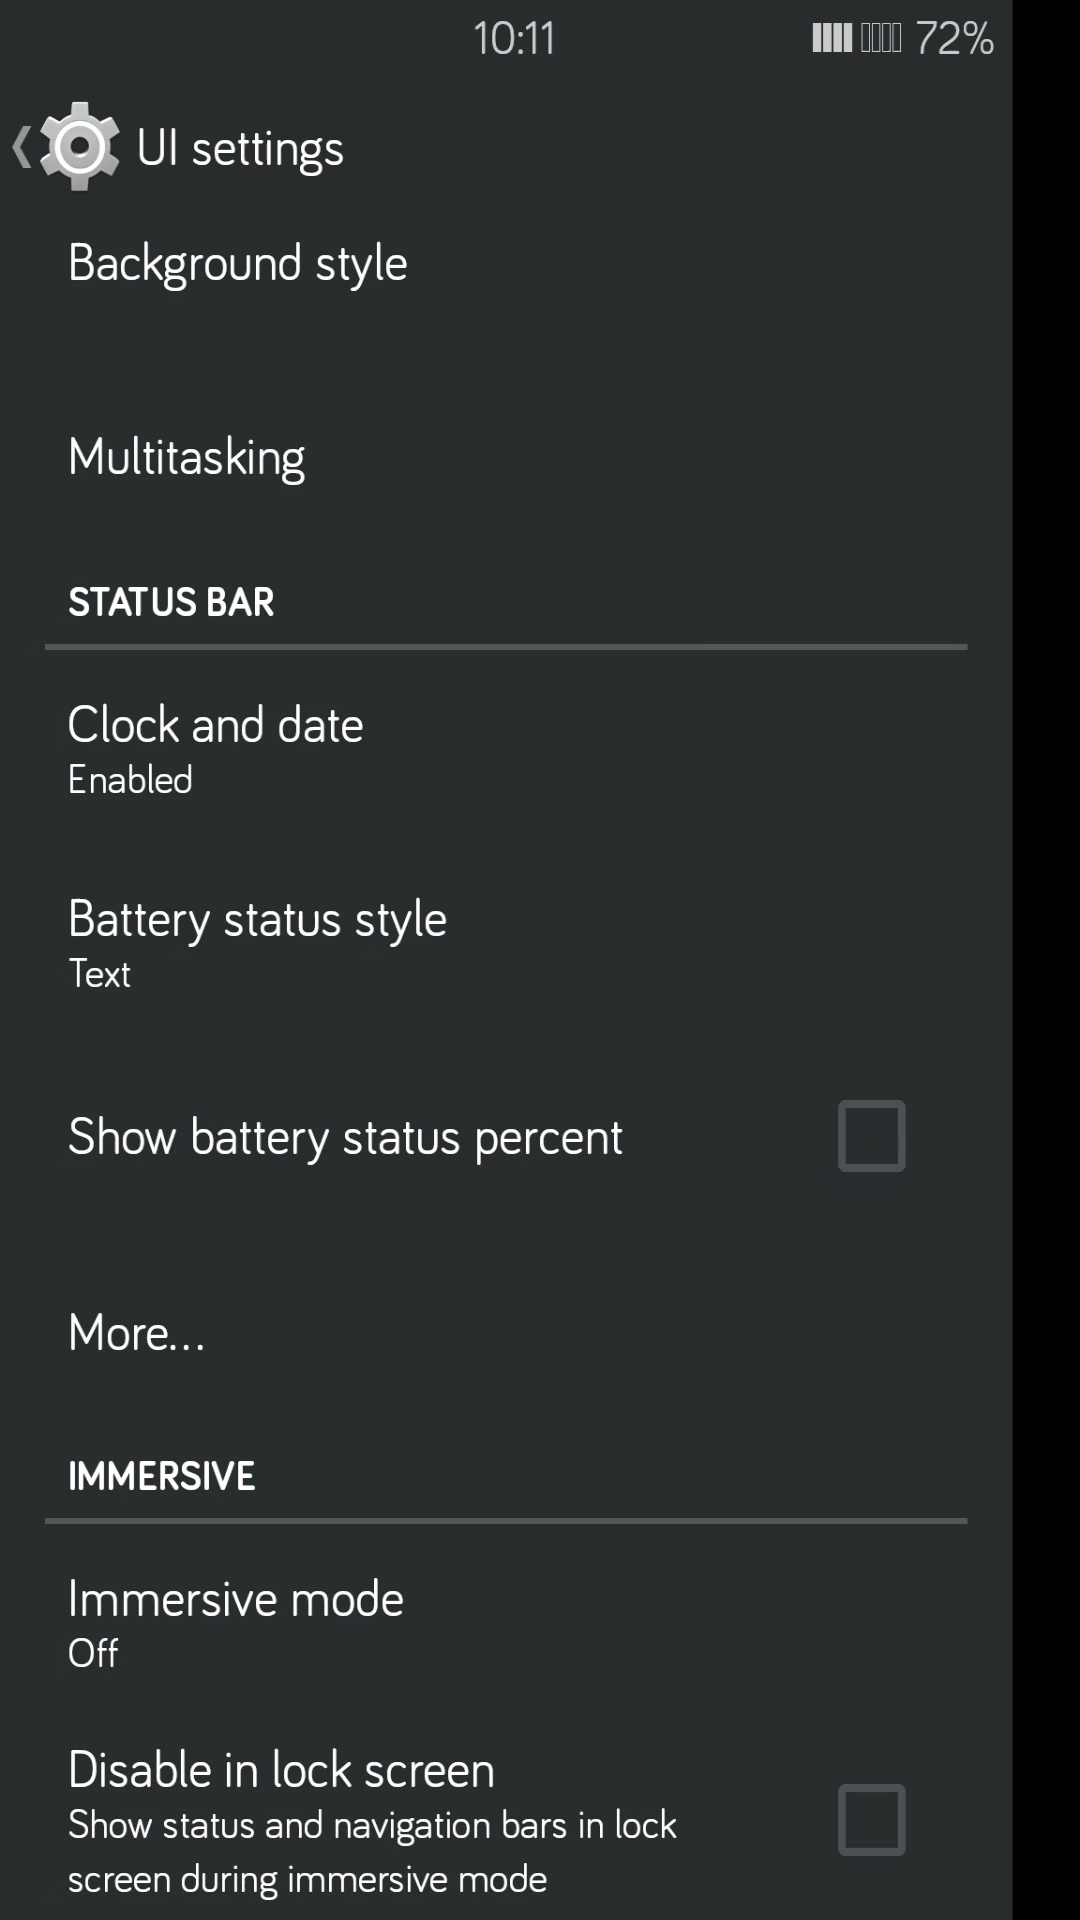 10:11 72%
UI settings
Background style
Multitasking
STATUS BAR
Clock and date
Enabled
Battery status style
Text
Show battery status percent
More...
IMMERSIVE
Immersive mode
Off
Disable in lock screen
Show status and navigation bars in lock
screen during immersive mode